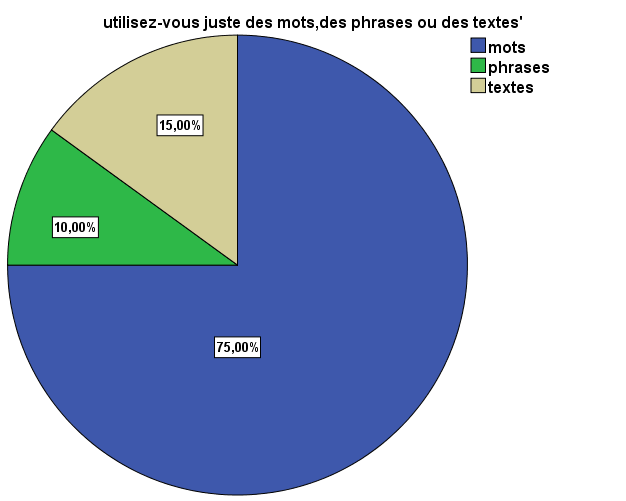 utilisez-vous juste des mots,des phrases ou des textes'
mots
phrases
textes
15,00%
10,00%
75,00%